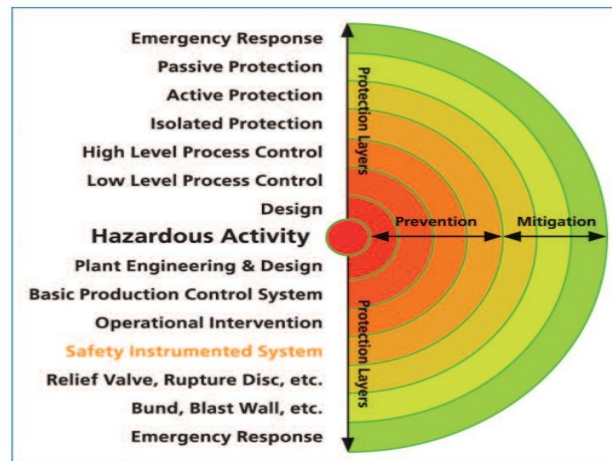 Emergency Response
Passive Protection
Active Protection
Isolated Protection
High Level Process Control
Low Level Process Control
Design
Hazardous Activity
Plant Engineering & Design
Basic Production Control System
Operational Intervention
Safety Instrumented System
Relief Valve, Rupture Disc, etc.
Bund, Blast Wall, etc.
Emergency Response
Protection Layers
Prevention
Mitigation
Protection Layers